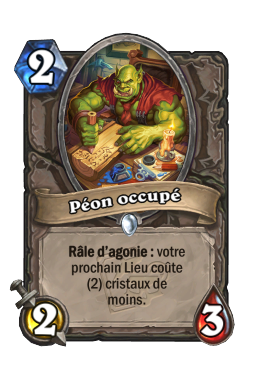 2
Péon occupé
Râle d'agonie : votre
prochain Lieu coûte
(2) cristaux de
moins.
2
3